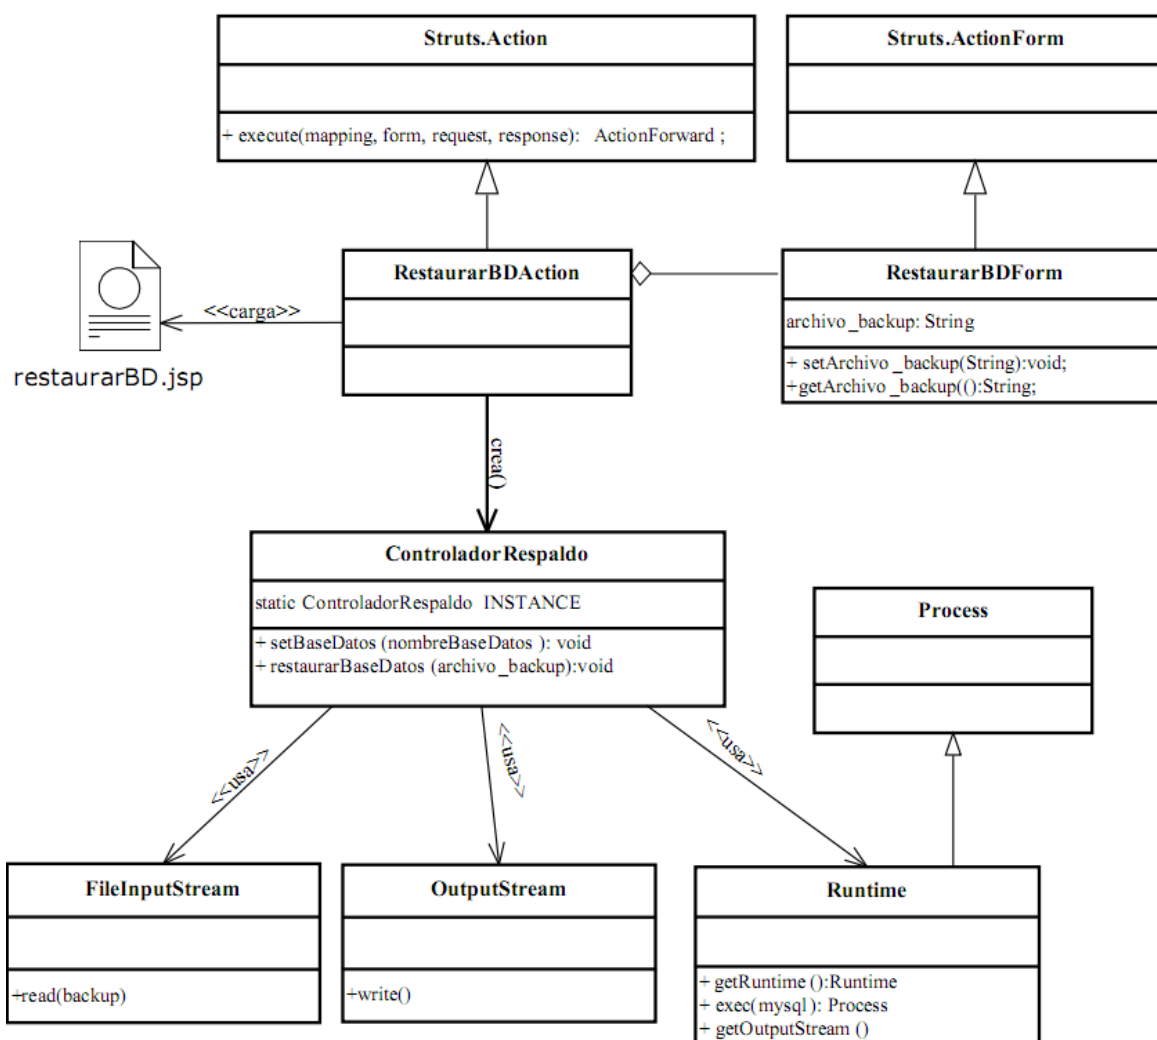 Struts.Action
+ execute(mapping, form, request, response): ActionForward ;
Struts.ActionForm
RestaurarBDAction
RestaurarBDForm
archivo_backup: String
+ setArchivo_backup(String):void;
+getArchivo_backup(():String;
<<carga>>
restaurarBD.jsp
crea()
ControladorRespaldo
static ControladorRespaldo INSTANCE
+ setBaseDatos (nombreBaseDatos ): void
+ restaurarBaseDatos (archivo_backup):void
Process
<<usa>>
<<usa>>
<<usa>>
FileInputStream
+read(backup)
OutputStream
+write()
Runtime
+ getRuntime ():Runtime
+ exec(mysql): Process
+ getOutputStream ()